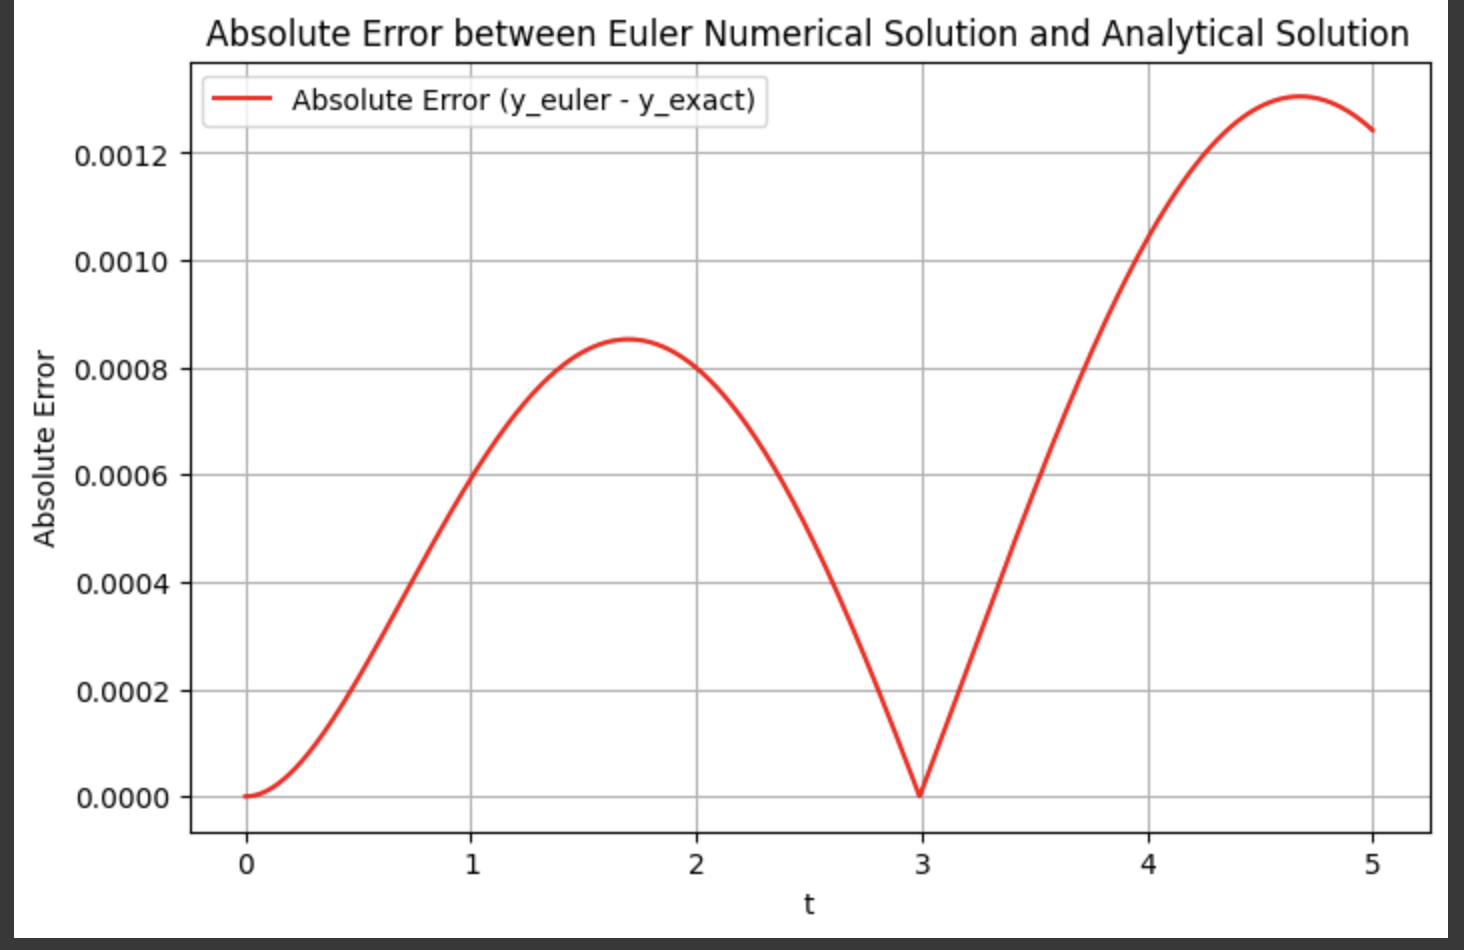 Absolute Error between Euler Numerical Solution and Analytical Solution
Absolute Error (y_euler - y_exact)
0.0012
0.0010
0.0008
0.0006
0.0004
0.0002
0.0000
Absolute Error
0 1 2 3 4 5
t